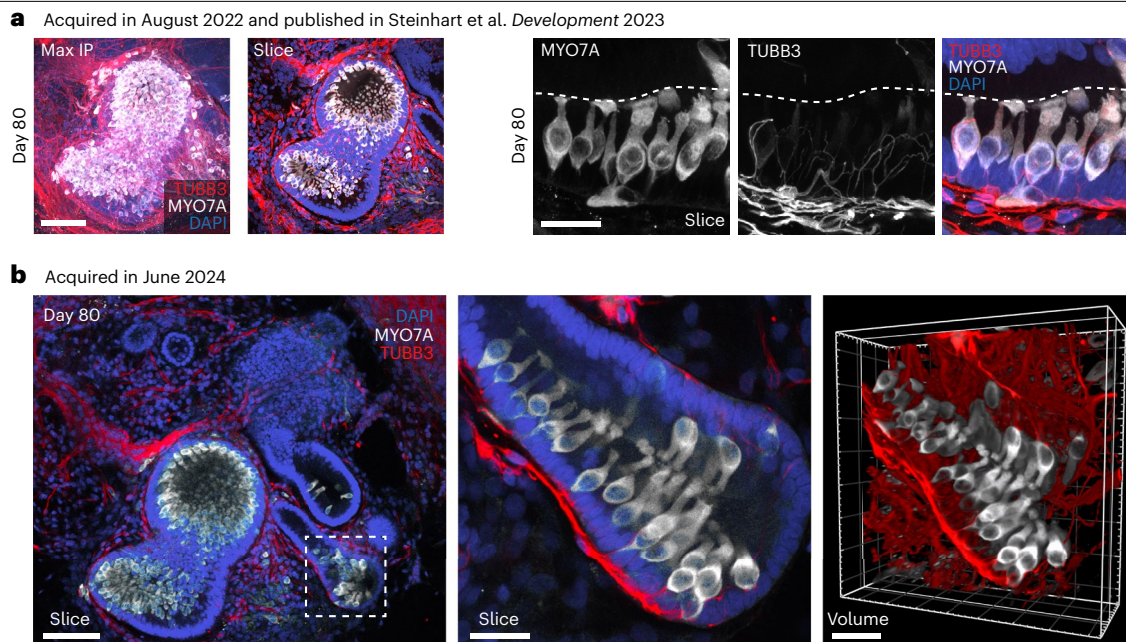 a Acquired in August 2022 and published in Steinhart et al. Development 2023
Day 80
Max IP
TUBB3
MYO7A
DAPI
Slice
Day 80
MYO7A
Slice
TUBB3
TUBB3
MYO7A
DAPI
b Acquired in June 2024
Day 80
DAPI
MYO7A
TUBB3
Slice
Slice
Volume